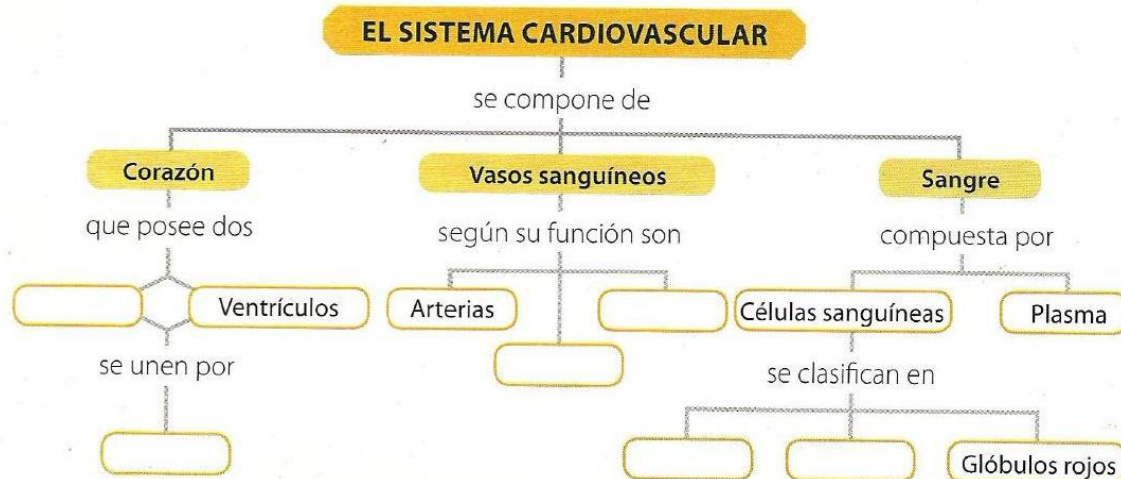 EL SISTEMA CARDIOVASCULAR
se compone de
Corazón
Vasos sanguíneos
Sangre
que posee dos
según su función son
compuesta por
Ventrículos
Arterias
Células sanguíneas
Plasma
se unen por
se clasifican en
Glóbulos rojos